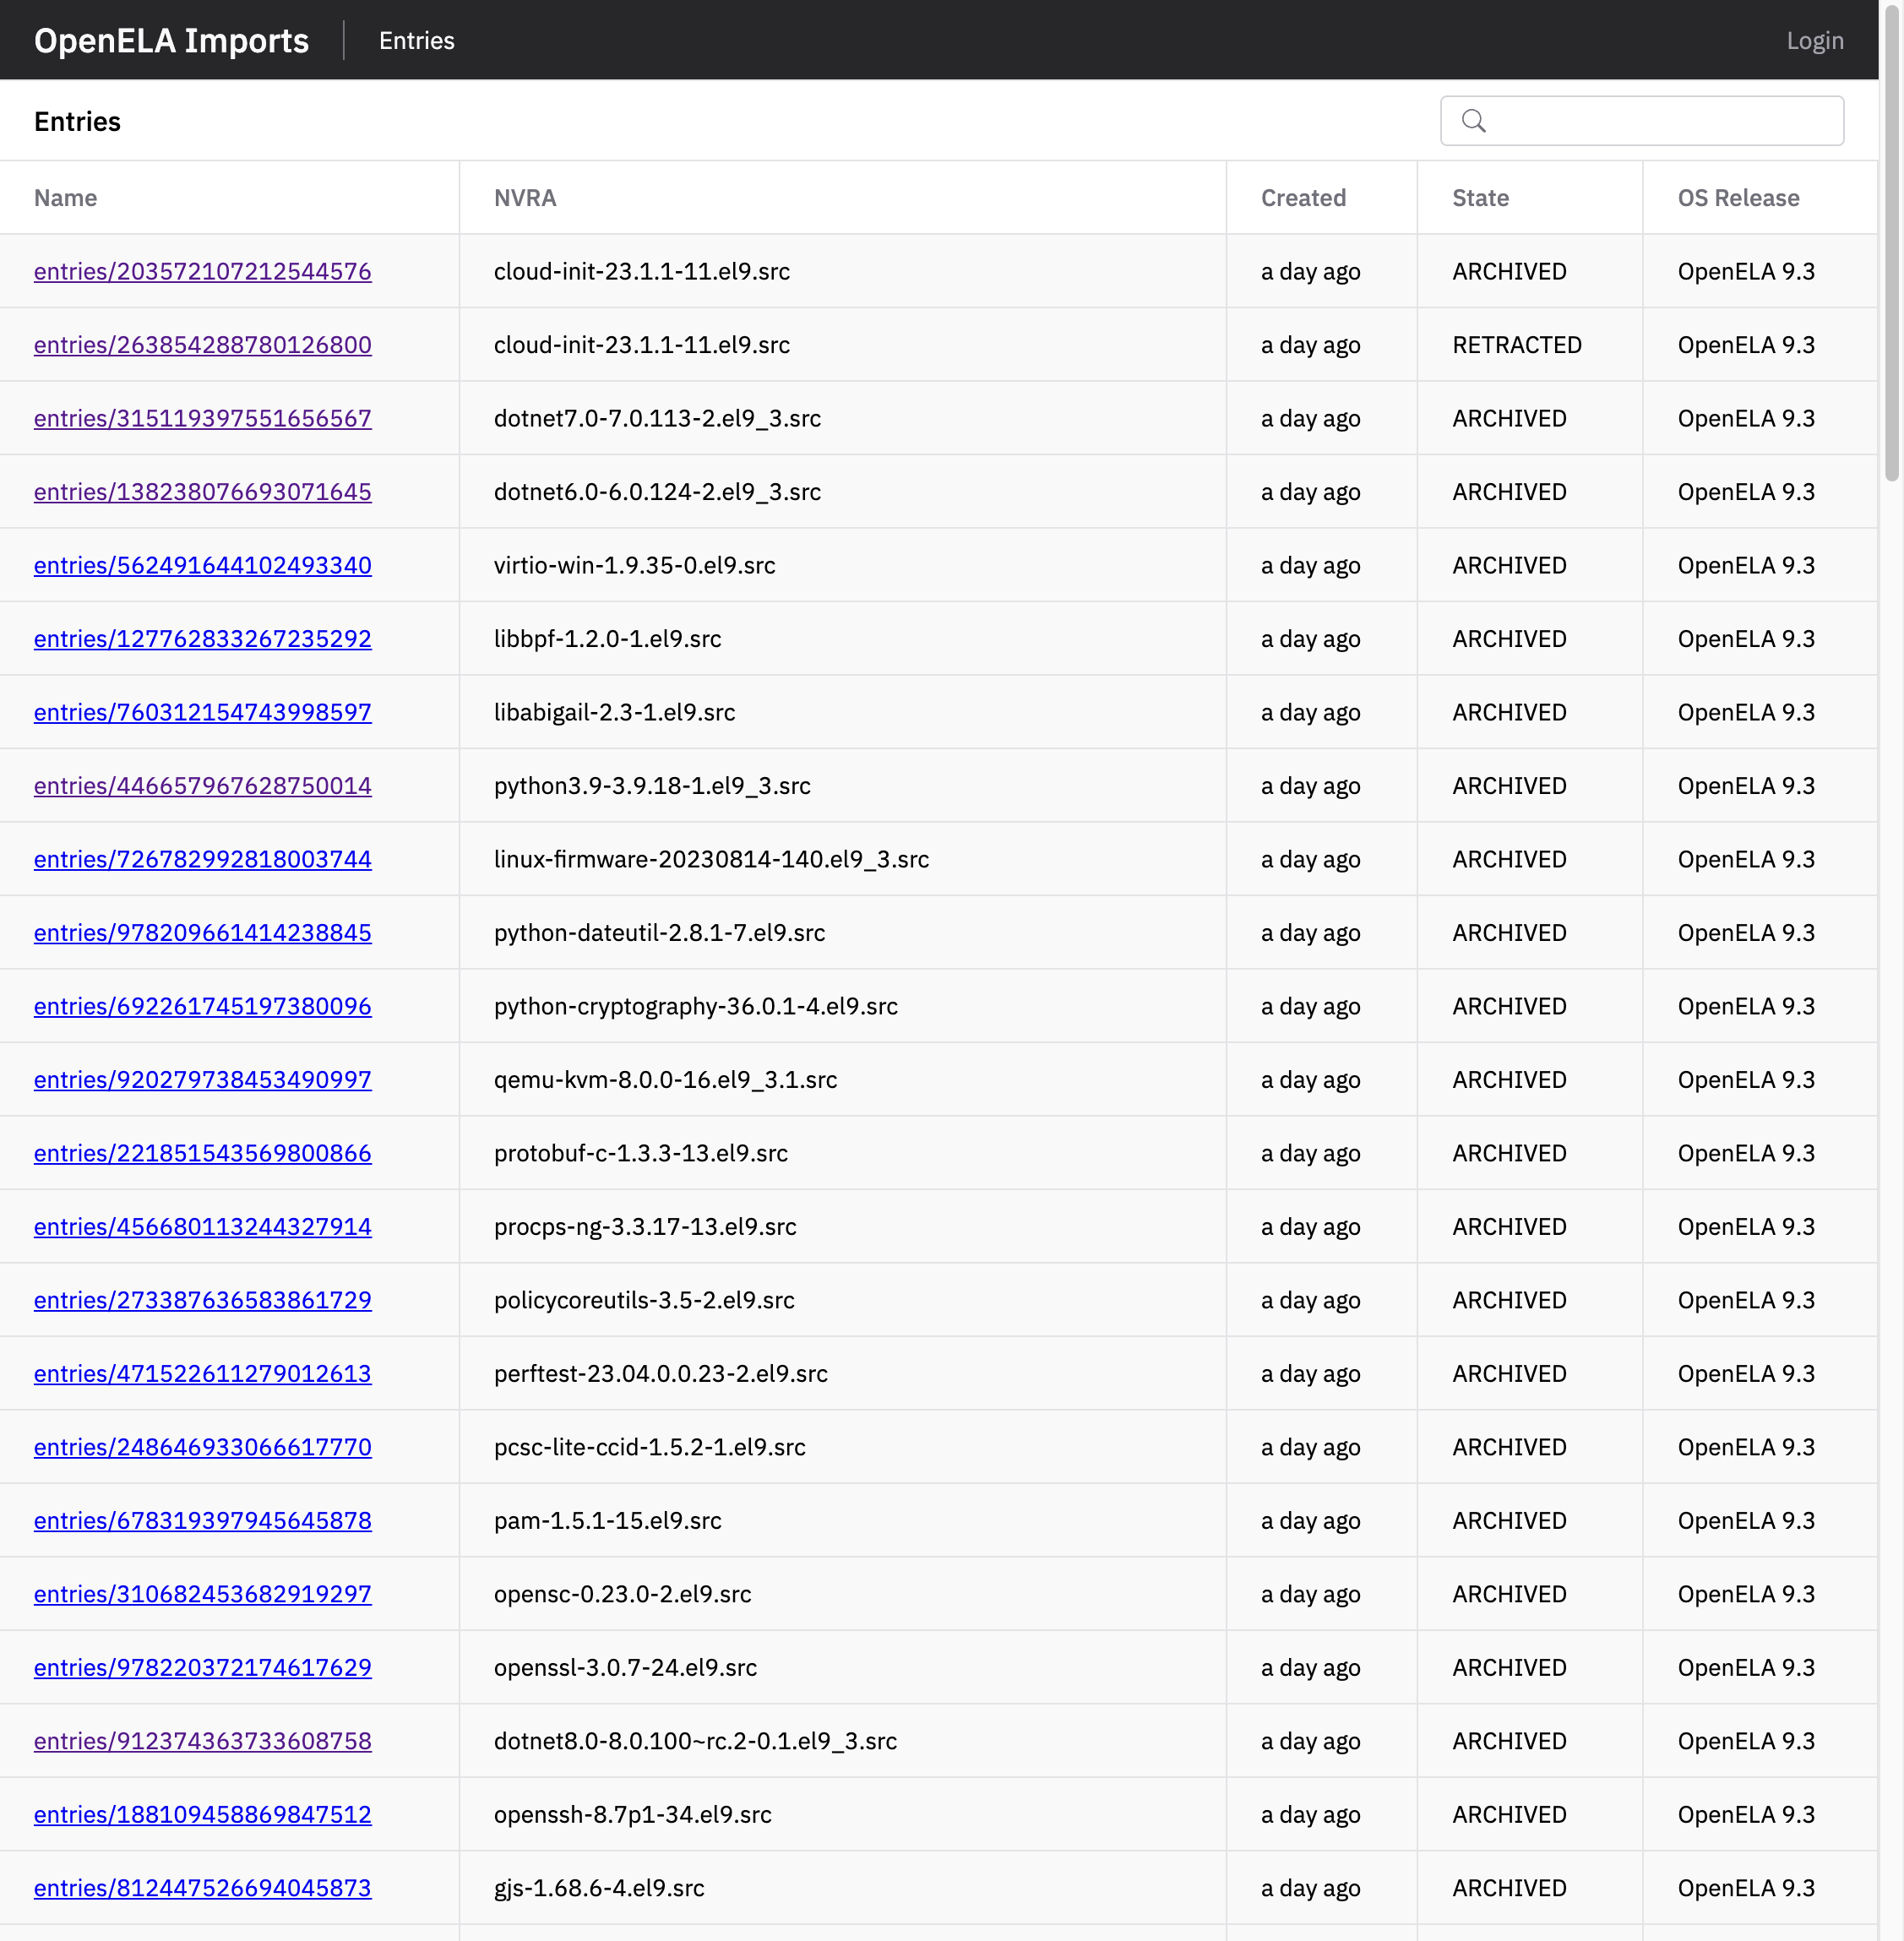 OpenELA Imports Entries Login
Entries
Name NVRA Created State OS Release
entries/203572107212544576 cloud-init-23.1.1-11.el9.src a day ago ARCHIVED OpenELA 9.3
entries/263854288780126800 cloud-init-23.1.1-11.el9.src a day ago RETRACTED OpenELA 9.3
entries/315119397551656567 dotnet7.0-7.0.113-2.el9_3.src a day ago ARCHIVED OpenELA 9.3
entries/138238076693071645 dotnet6.0-6.0.124-2.el9_3.src a day ago ARCHIVED OpenELA 9.3
entries/562491644102493340 virtio-win-1.9.35-0.el9.src a day ago ARCHIVED OpenELA 9.3
entries/127762833267235292 libbpf-1.2.0-1.el9.src a day ago ARCHIVED OpenELA 9.3
entries/760312154743998597 libabigail-2.3-1.el9.src a day ago ARCHIVED OpenELA 9.3
entries/446657967628750014 python3.9-3.9.18-1.el9_3.src a day ago ARCHIVED OpenELA 9.3
entries/726782992818003744 linux-firmware-20230814-140.el9_3.src a day ago ARCHIVED OpenELA 9.3
entries/978209661414238845 python-dateutil-2.8.1-7.el9.src a day ago ARCHIVED OpenELA 9.3
entries/692261745197380096 python-cryptography-36.0.1-4.el9.src a day ago ARCHIVED OpenELA 9.3
entries/920279738453490997 qemu-kvm-8.0.0-16.el9_3.1.src a day ago ARCHIVED OpenELA 9.3
entries/221851543569800866 protobuf-c-1.3.3-13.el9.src a day ago ARCHIVED OpenELA 9.3
entries/456680113244327914 procps-ng-3.3.17-13.el9.src a day ago ARCHIVED OpenELA 9.3
entries/273387636583861729 policycoreutils-3.5-2.el9.src a day ago ARCHIVED OpenELA 9.3
entries/471522611279012613 perftest-23.04.0.0.23-2.el9.src a day ago ARCHIVED OpenELA 9.3
entries/248646933066617770 pcsc-lite-ccid-1.5.2-1.el9.src a day ago ARCHIVED OpenELA 9.3
entries/678319397945645878 pam-1.5.1-15.el9.src a day ago ARCHIVED OpenELA 9.3
entries/310682453682919297 opensc-0.23.0-2.el9.src a day ago ARCHIVED OpenELA 9.3
entries/978220372174617629 openssl-3.0.7-24.el9.src a day ago ARCHIVED OpenELA 9.3
entries/912374363733608758 dotnet8.0-8.0.100~rc.2-0.1.el9_3.src a day ago ARCHIVED OpenELA 9.3
entries/188109458869847512 openssh-8.7p1-34.el9.src a day ago ARCHIVED OpenELA 9.3
entries/812447526694045873 gjs-1.68.6-4.el9.src a day ago ARCHIVED OpenELA 9.3